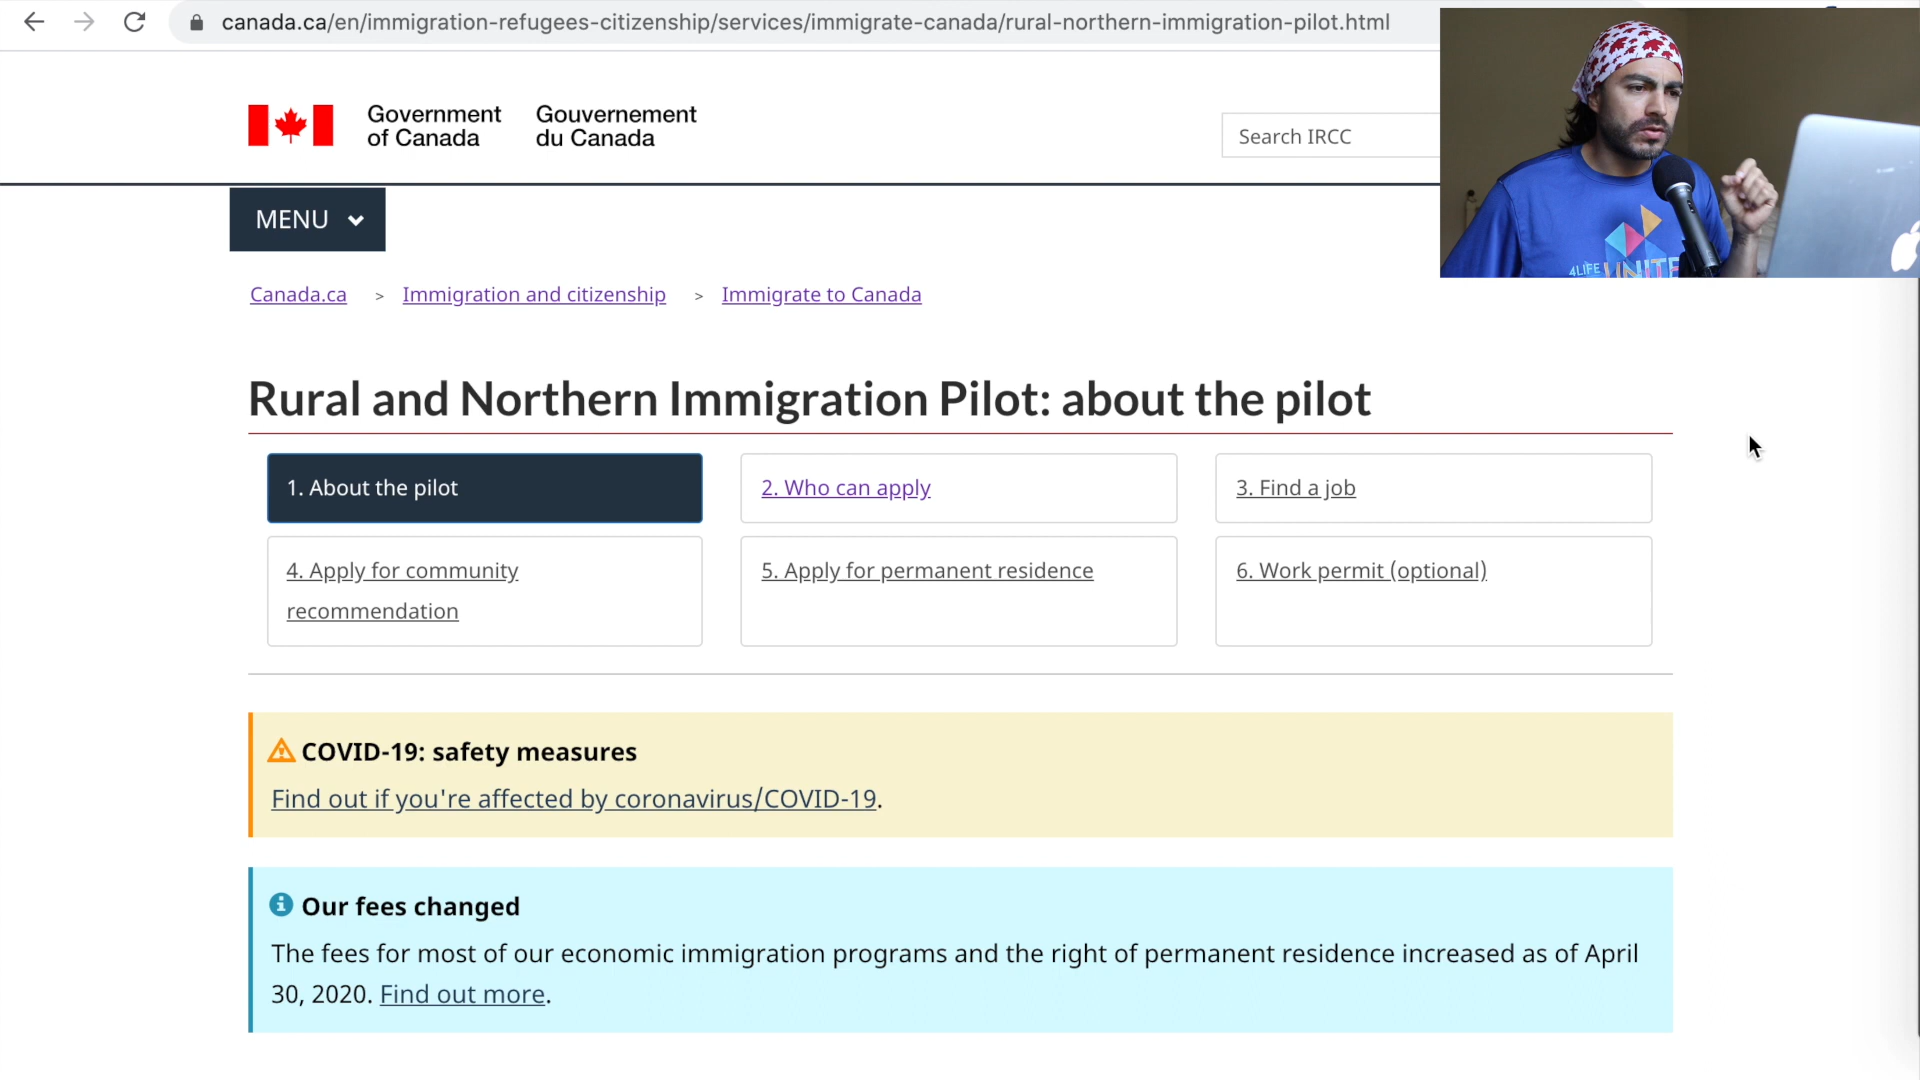 canada.ca/en/immigration-refugees-citizenship/services/immigrate-canada/rural-northern-immigration-pilot.html
Government
of Canada
Gouvernement
du Canada
Search IRCC
4LIFE UNITE
MENU
Canada.ca > Immigration and citizenship > Immigrate to Canada
Rural and Northern Immigration Pilot: about the pilot
1. About the pilot
2. Who can apply
3. Find a job
4. Apply for community
recommendation
5. Apply for permanent residence
6. Work permit (optional)
COVID-19: safety measures
Find out if you're affected by coronavirus/COVID-19.
Our fees changed
The fees for most of our economic immigration programs and the right of permanent residence increased as of April
30, 2020. Find out more.